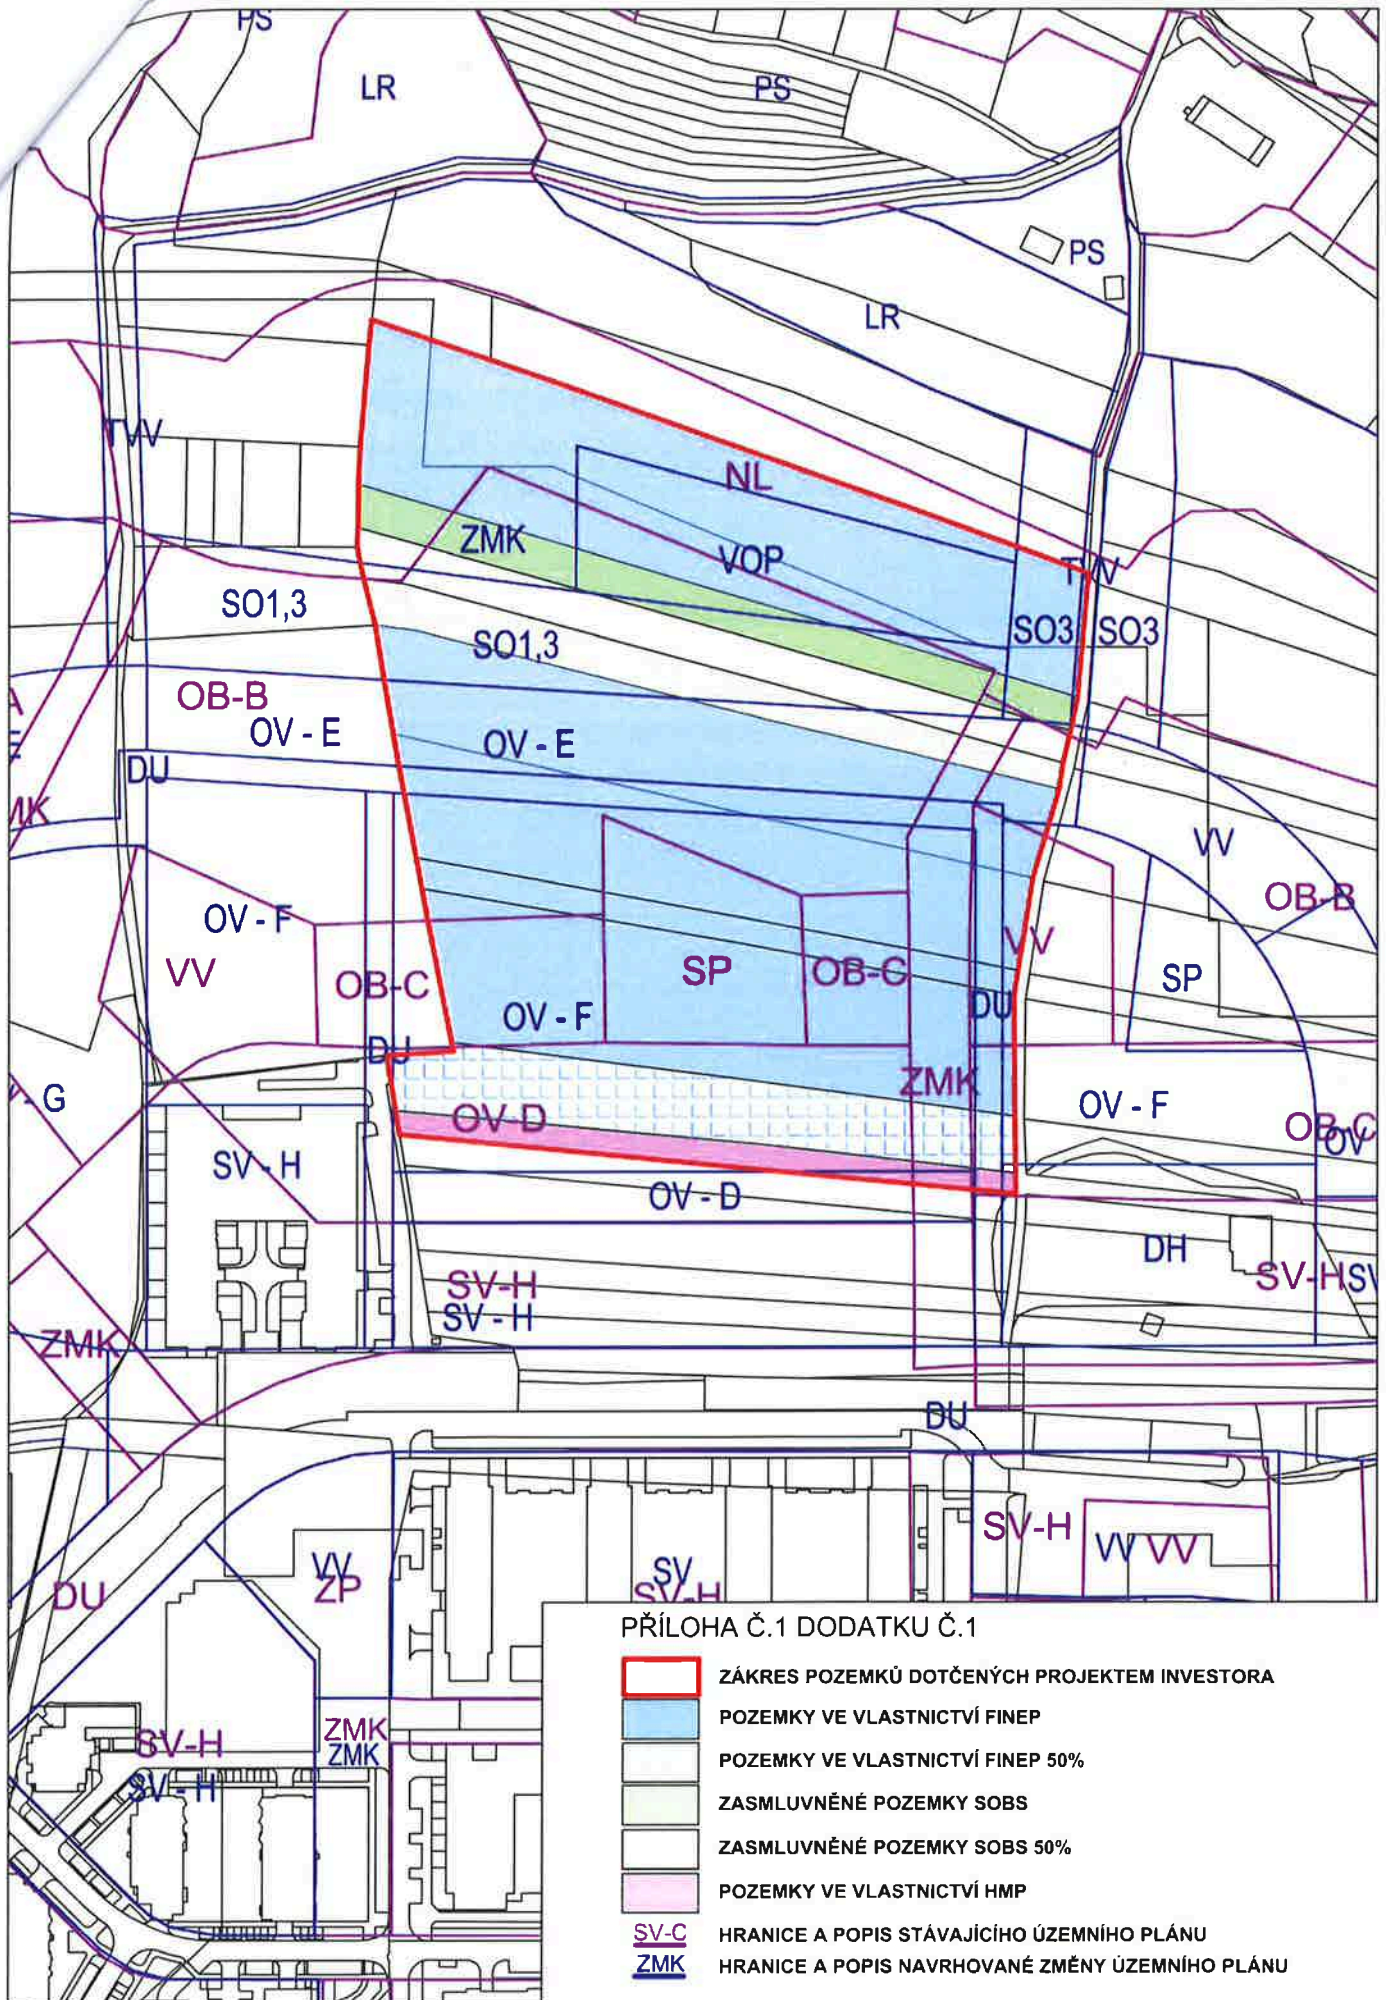 PS
LR
PS
PS
LR
TVV
NL
ZMK
VOP
TVV
SO1,3
SO1,3
SO3
SO3
OB-B
OV - E
OV - E
DU
MK
VV
OB-B
OV - F
VV
OB-C
SP
OB-C
VV
SP
DU
OV - F
DU
ZMK
OV - F
- G
OV-D
OB-C
OV
SV - H
OV - D
DH
SV-H
SV
SV-H
SV - H
ZMK
DU
SV-H
VV
VV
VV
ZP
SV
SV-H
DU
SV-H
SV - H
ZMK
ZMK
PŘÍLOHA Č.1 DODATKU Č.1
ZÁKRES POZEMKŮ DOTČENÝCH PROJEKTEM INVESTORA
POZEMKY VE VLASTNICTVÍ FINEP
POZEMKY VE VLASTNICTVÍ FINEP 50%
ZASMLUVNĚNÉ POZEMKY SOBS
ZASMLUVNĚNÉ POZEMKY SOBS 50%
POZEMKY VE VLASTNICTVÍ HMP
SV-C HRANICE A POPIS STÁVAJÍCÍHO ÚZEMNÍHO PLÁNU
ZMK HRANICE A POPIS NAVRHOVANÉ ZMĚNY ÚZEMNÍHO PLÁNU